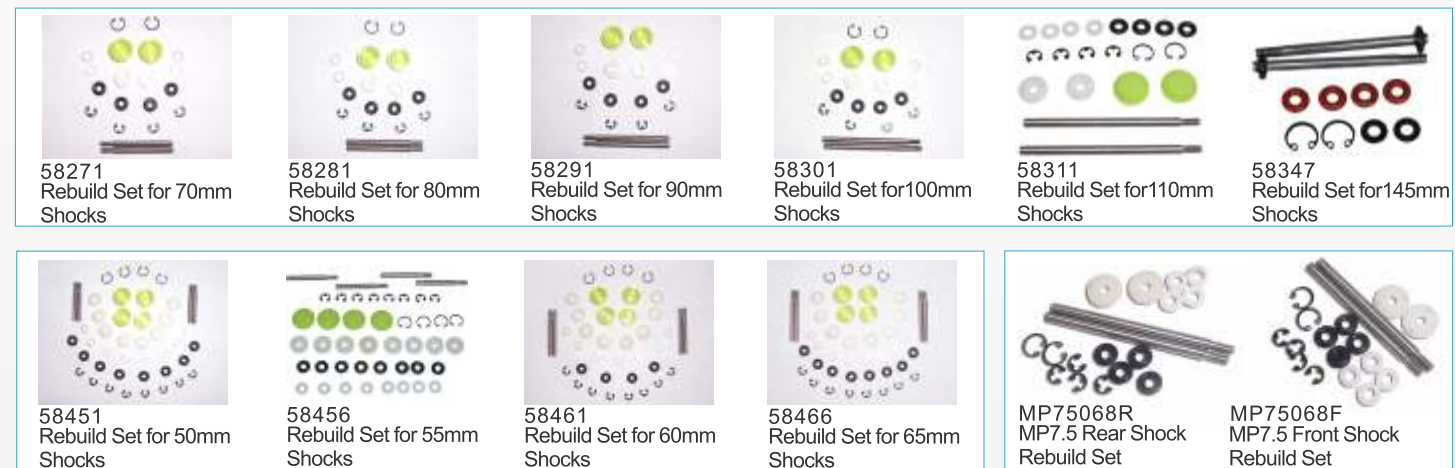 58271
Rebuild Set for 70mm
Shocks
58281
Rebuild Set for 80mm
Shocks
58291
Rebuild Set for 90mm
Shocks
58301
Rebuild Set for100mm
Shocks
58311
Rebuild Set for110mm
Shocks
58347
Rebuild Set for145mm
Shocks
58451
Rebuild Set for 50mm
Shocks
58456
Rebuild Set for 55mm
Shocks
58461
Rebuild Set for 60mm
Shocks
58466
Rebuild Set for 65mm
Shocks
MP75068R
MP7.5 Rear Shock
Rebuild Set
MP75068F
MP7.5 Front Shock
Rebuild Set